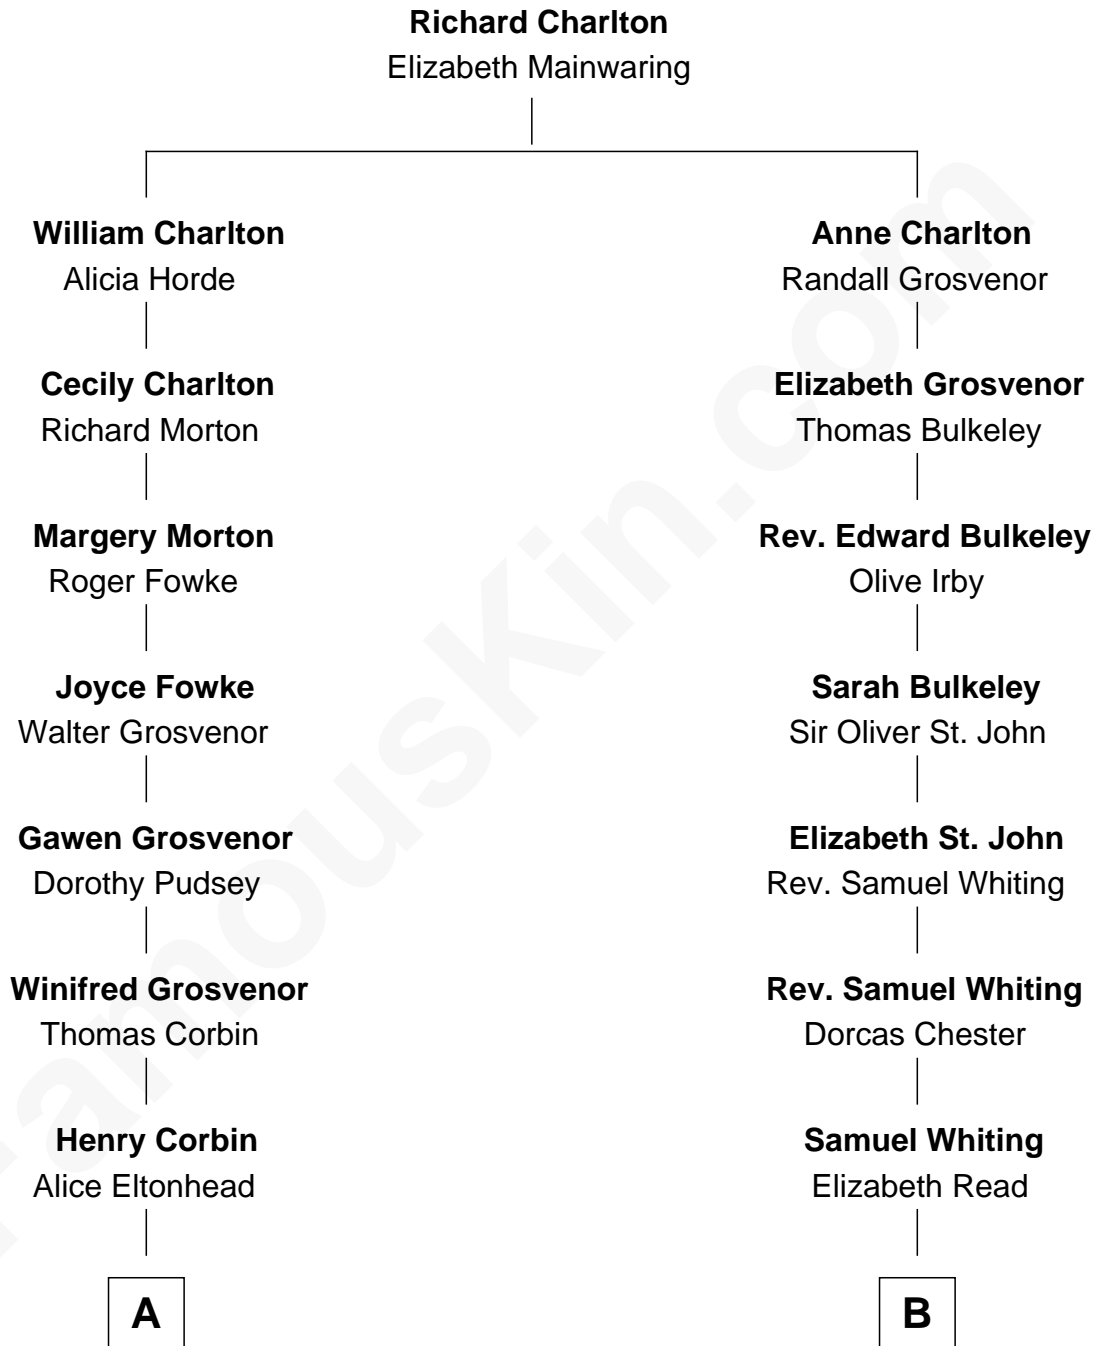 Richard Charlton
Elizabeth Mainwaring
William Charlton
Alicia Horde
Anne Charlton
Randall Grosvenor
Cecily Charlton
Richard Morton
Elizabeth Grosvenor
Thomas Bulkeley
Margery Morton
Roger Fowke
Rev. Edward Bulkeley
Olive Irby
Joyce Fowke
Walter Grosvenor
Sarah Bulkeley
Sir Oliver St. John
Gawen Grosvenor
Dorothy Pudsey
Elizabeth St. John
Rev. Samuel Whiting
Winifred Grosvenor
Thomas Corbin
Rev. Samuel Whiting
Dorcas Chester
Henry Corbin
Alice Eltonhead
Samuel Whiting
Elizabeth Read
A
B
FamousKin.com